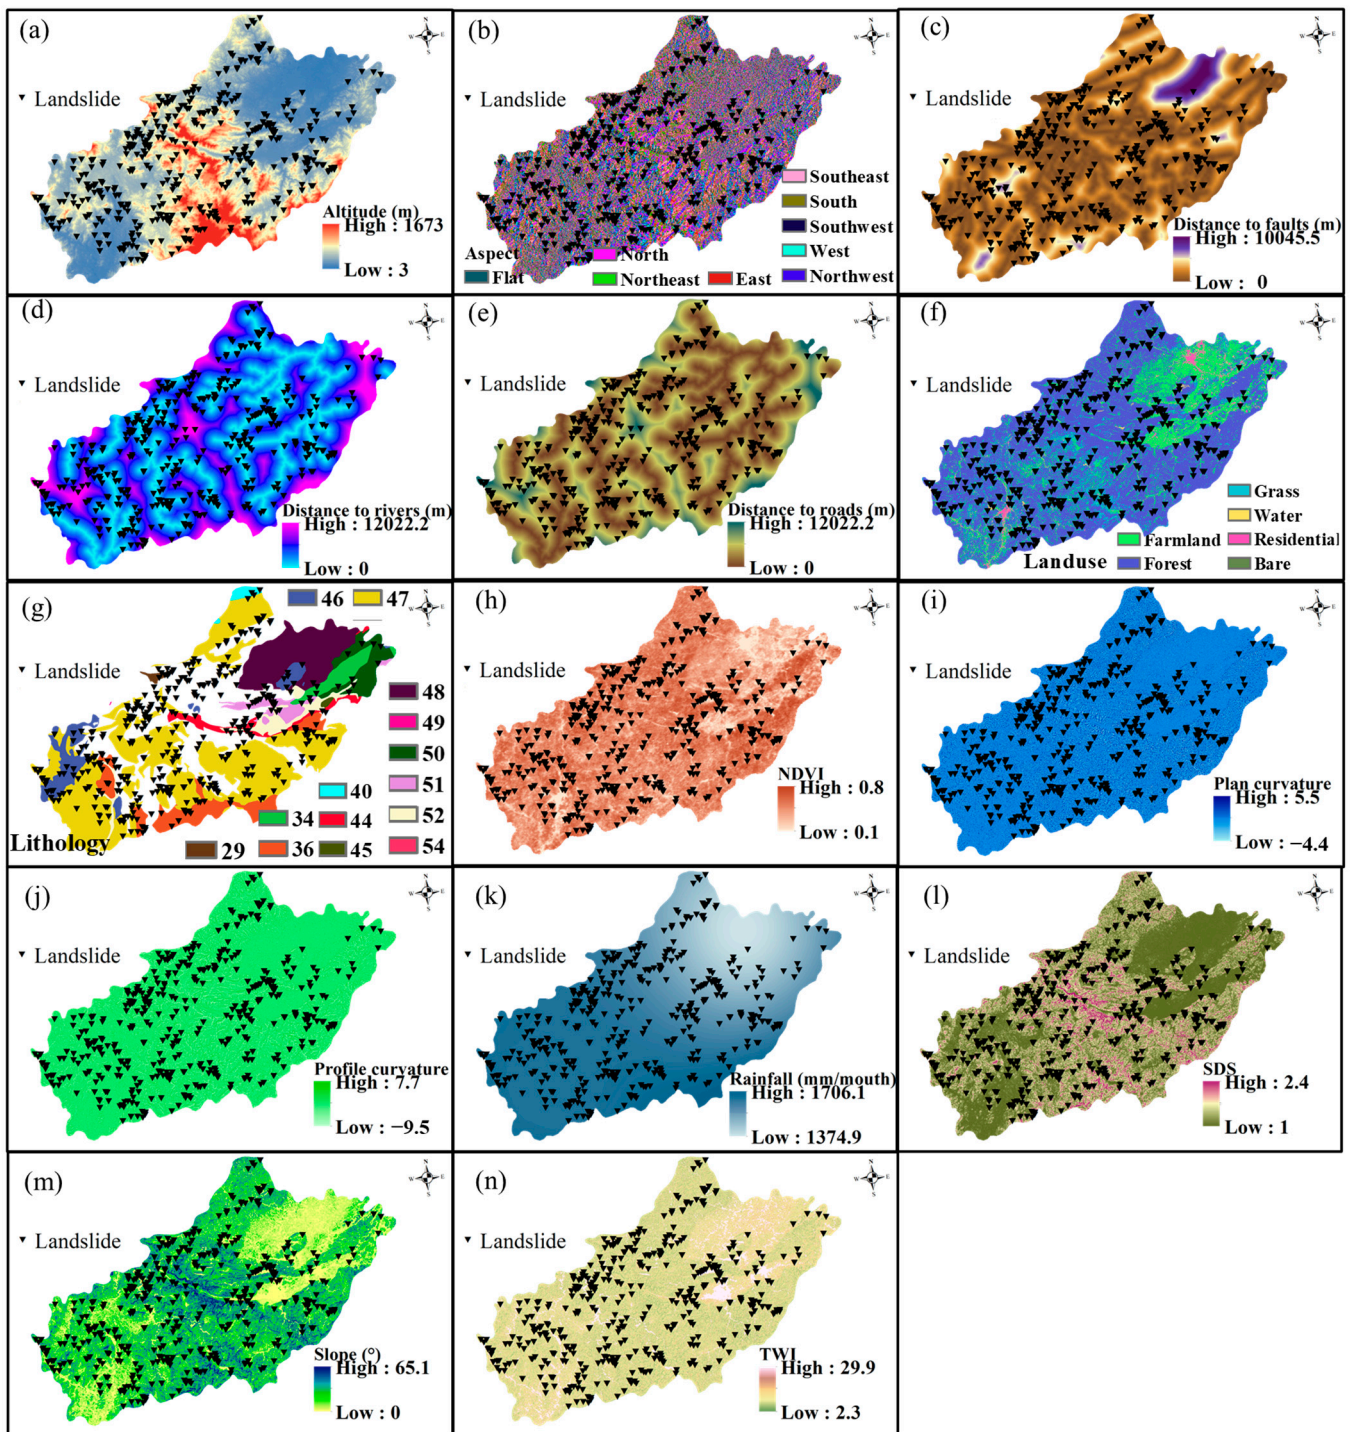 (a)
N
W E
S
Landslide
Altitude (m)
High : 1673
Low : 3
(b)
N
W E
S
Landslide
Southeast
South
Southwest
West
Northwest
Aspect
North
Flat
Northeast
East
(c)
N
W E
S
Landslide
Distance to faults (m)
High : 10045.5
Low : 0
(d)
N
W E
S
Landslide
Distance to rivers (m)
High : 12022.2
Low : 0
(e)
N
W E
S
Landslide
Distance to roads (m)
High : 12022.2
Low : 0
(f)
N
W E
S
Landslide
Grass
Water
Farmland
Residential
Landuse
Forest
Bare
(g)
46
47
N
W E
S
Landslide
48
49
50
51
40
52
34
44
Lithology
29
36
45
54
(h)
N
W E
S
Landslide
NDVI
High : 0.8
Low : 0.1
(i)
N
W E
S
Landslide
Plan curvature
High : 5.5
Low : −4.4
(j)
N
W E
S
Landslide
Profile curvature
High : 7.7
Low : −9.5
(k)
N
W E
S
Landslide
Rainfall (mm/mouth)
High : 1706.1
Low : 1374.9
(l)
N
W E
S
Landslide
SDS
High : 2.4
Low : 1
(m)
N
W E
S
Landslide
Slope (°)
High : 65.1
Low : 0
(n)
N
W E
S
Landslide
TWI
High : 29.9
Low : 2.3